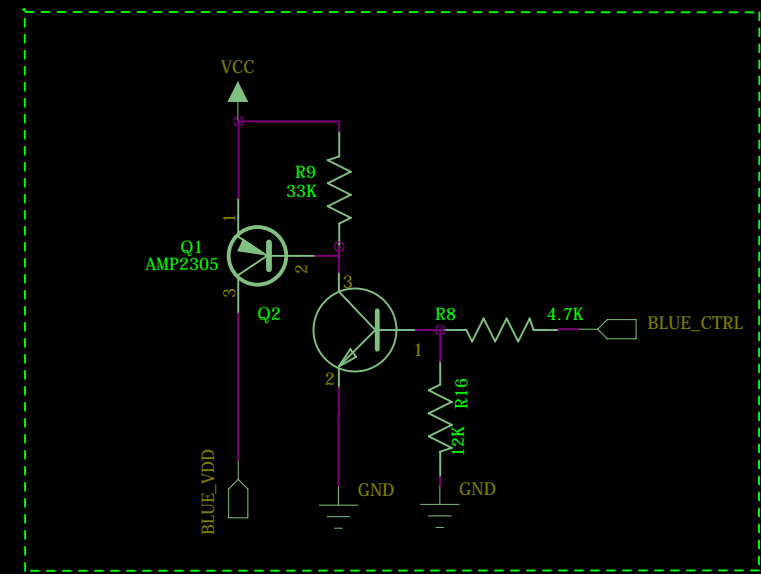 VCC
R9
33K
1
Q1
AMP2305
2
3
Q2
3
R8
4.7K
BLUE_CTRL
1
2
R16
12K
BLUE_VDD
GND
GND